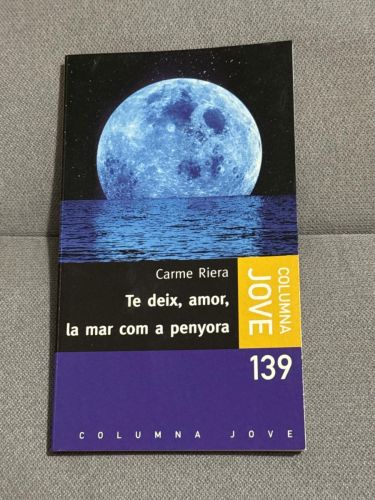 Carme Riera
Te deix, amor,
la mar com a penyora
COLUMNA
JOVE
139
COLUMNA JOVE